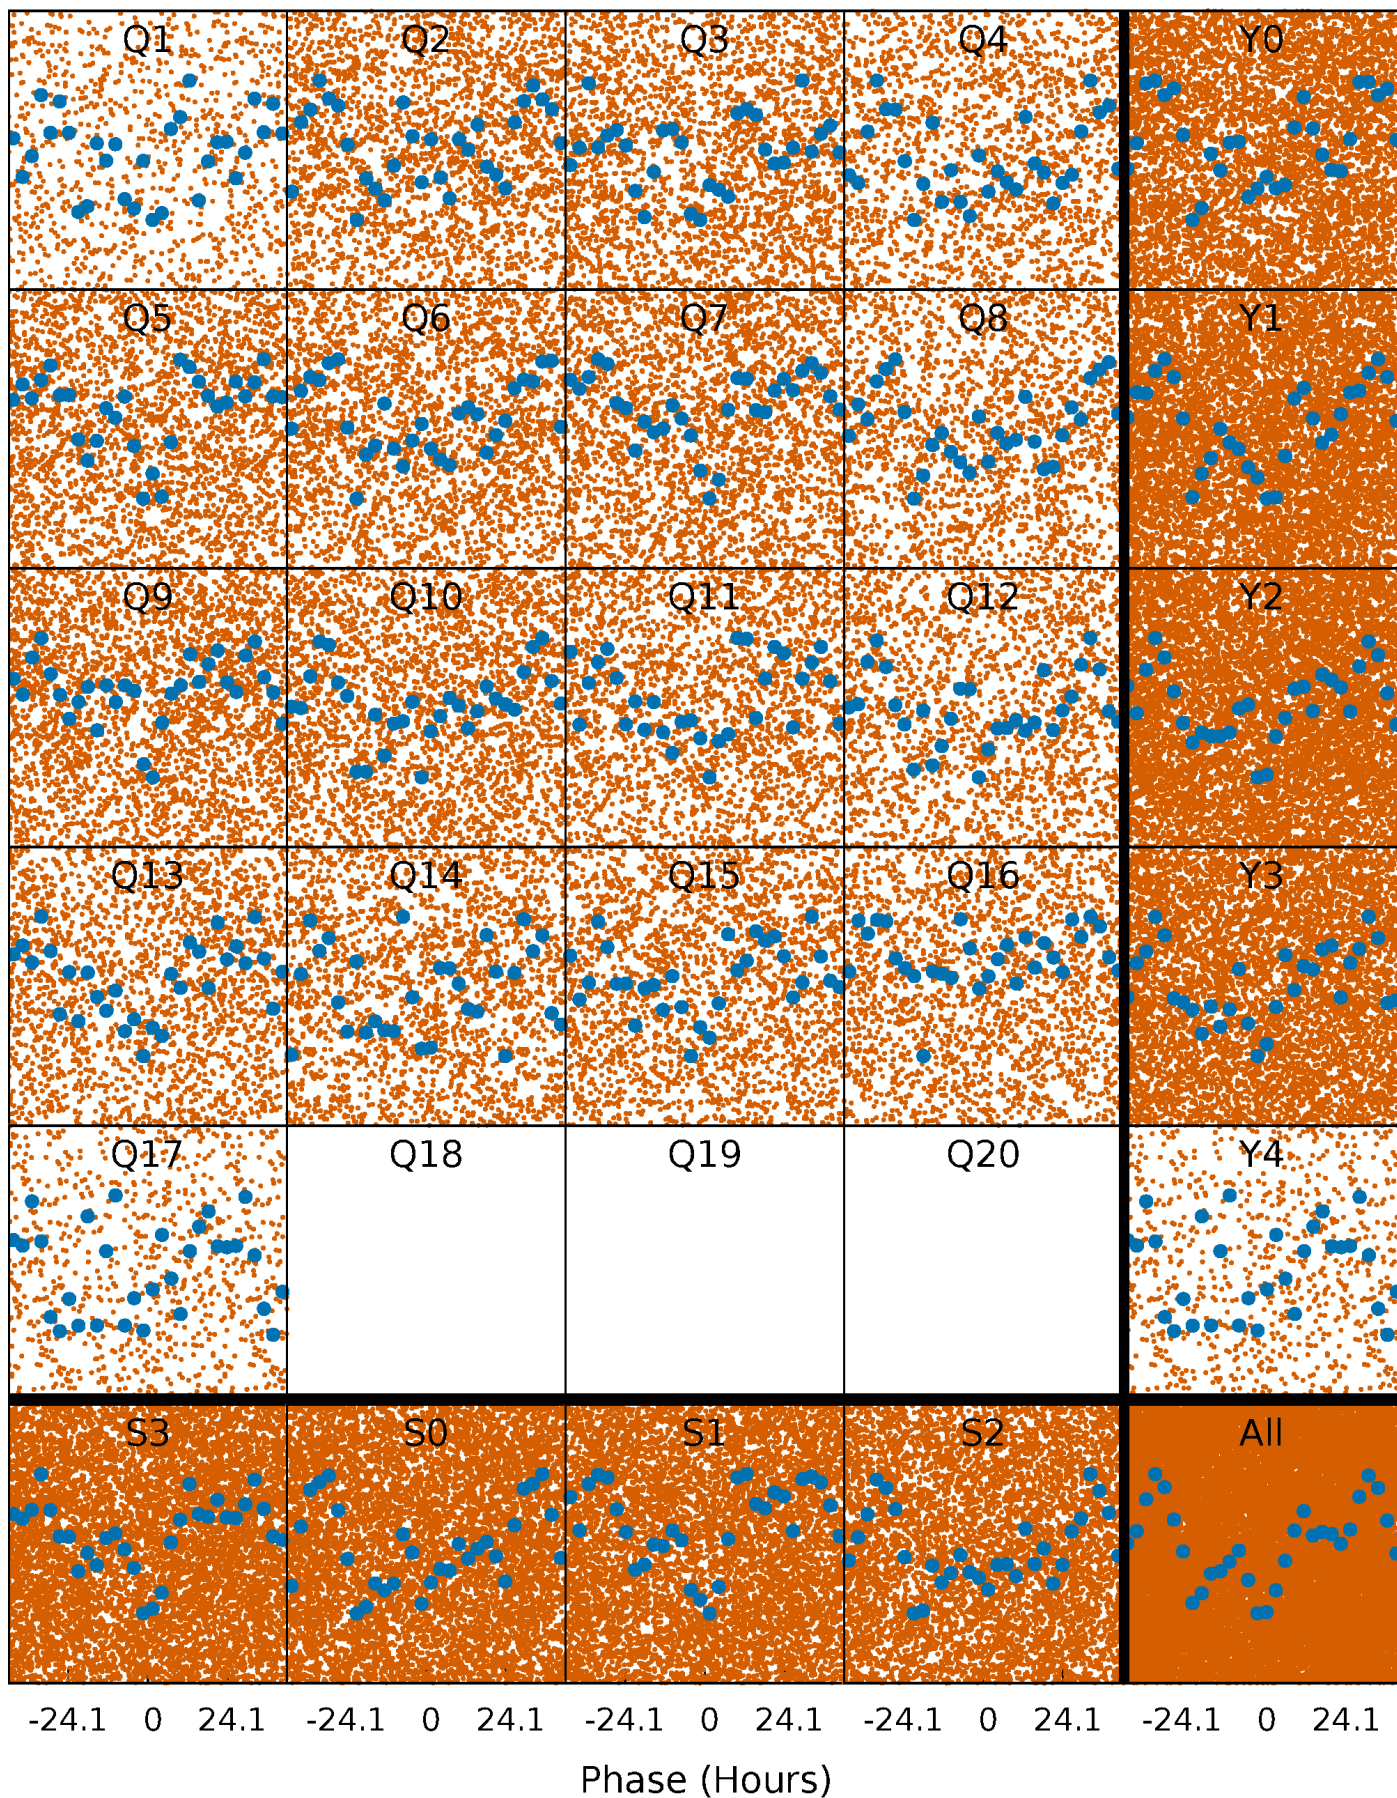 Q1 Q2 Q3 Q4 Y0
Q5 Q6 Q7 Q8 Y1
Q9 Q10 Q11 Q12 Y2
Q13 Q14 Q15 Q16 Y3
Q17 Q18 Q19 Q20 Y4
S3 S0 S1 S2 All
-24.1 0 24.1 -24.1 0 24.1 -24.1 0 24.1 -24.1 0 24.1 -24.1 0 24.1
Phase (Hours)